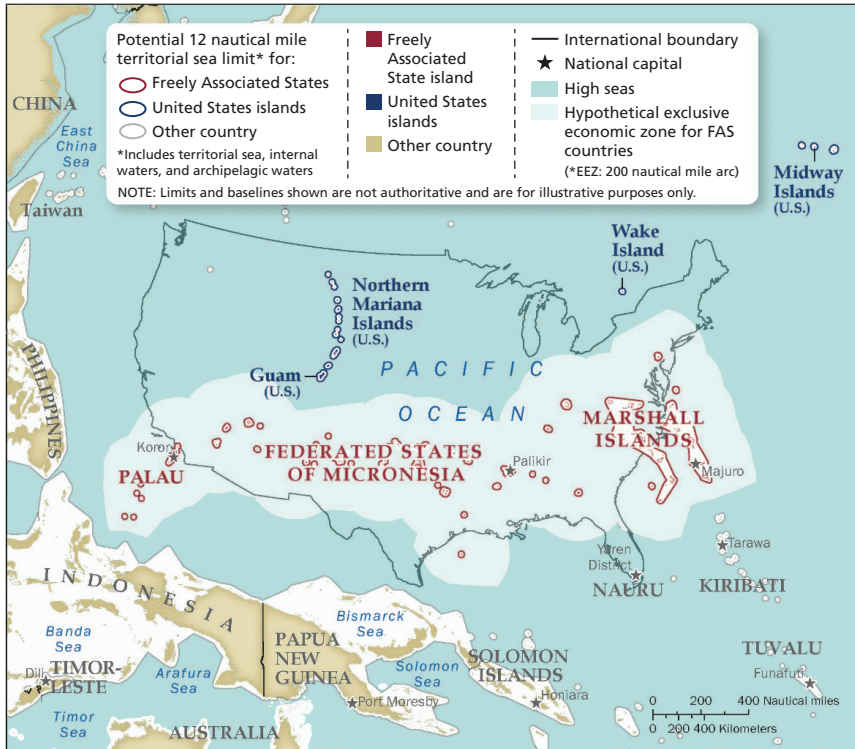 Potential 12 nautical mile
territorial sea limit* for:
Freely Associated States
United States islands
Other country
*Includes territorial sea, internal
waters, and archipelagic waters
Freely
Associated
State island
United States
islands
Other country
International boundary
National capital
High seas
Hypothetical exclusive
economic zone for FAS
countries
(*EEZ: 200 nautical mile arc)
NOTE: Limits and baselines shown are not authoritative and are for illustrative purposes only.
CHINA
East
China
Sea
Taiwan
Midway
Islands
(U.S.)
Wake
Island
(U.S.)
Northern
Mariana
Islands
(U.S.)
Guam
(U.S.)
PACIFIC
OCEAN
PHILIPPINES
Koror
PALAU
FEDERATED STATES
OF MICRONESIA
Palikir
MARSHALL
ISLANDS
Majuro
Tarawa
Yaren
District
NAURU
KIRIBATI
INDONESIA
Banda
Sea
Bismarck
Sea
PAPUA
NEW
GUINEA
Solomon
Sea
SOLOMON
ISLANDS
TUVALU
Funafuti
Dili
TIMOR-
LESTE
Arafura
Sea
Port Moresby
Honiara
Timor
Sea
AUSTRALIA
0 200 400 Nautical miles
0 200 400 Kilometers